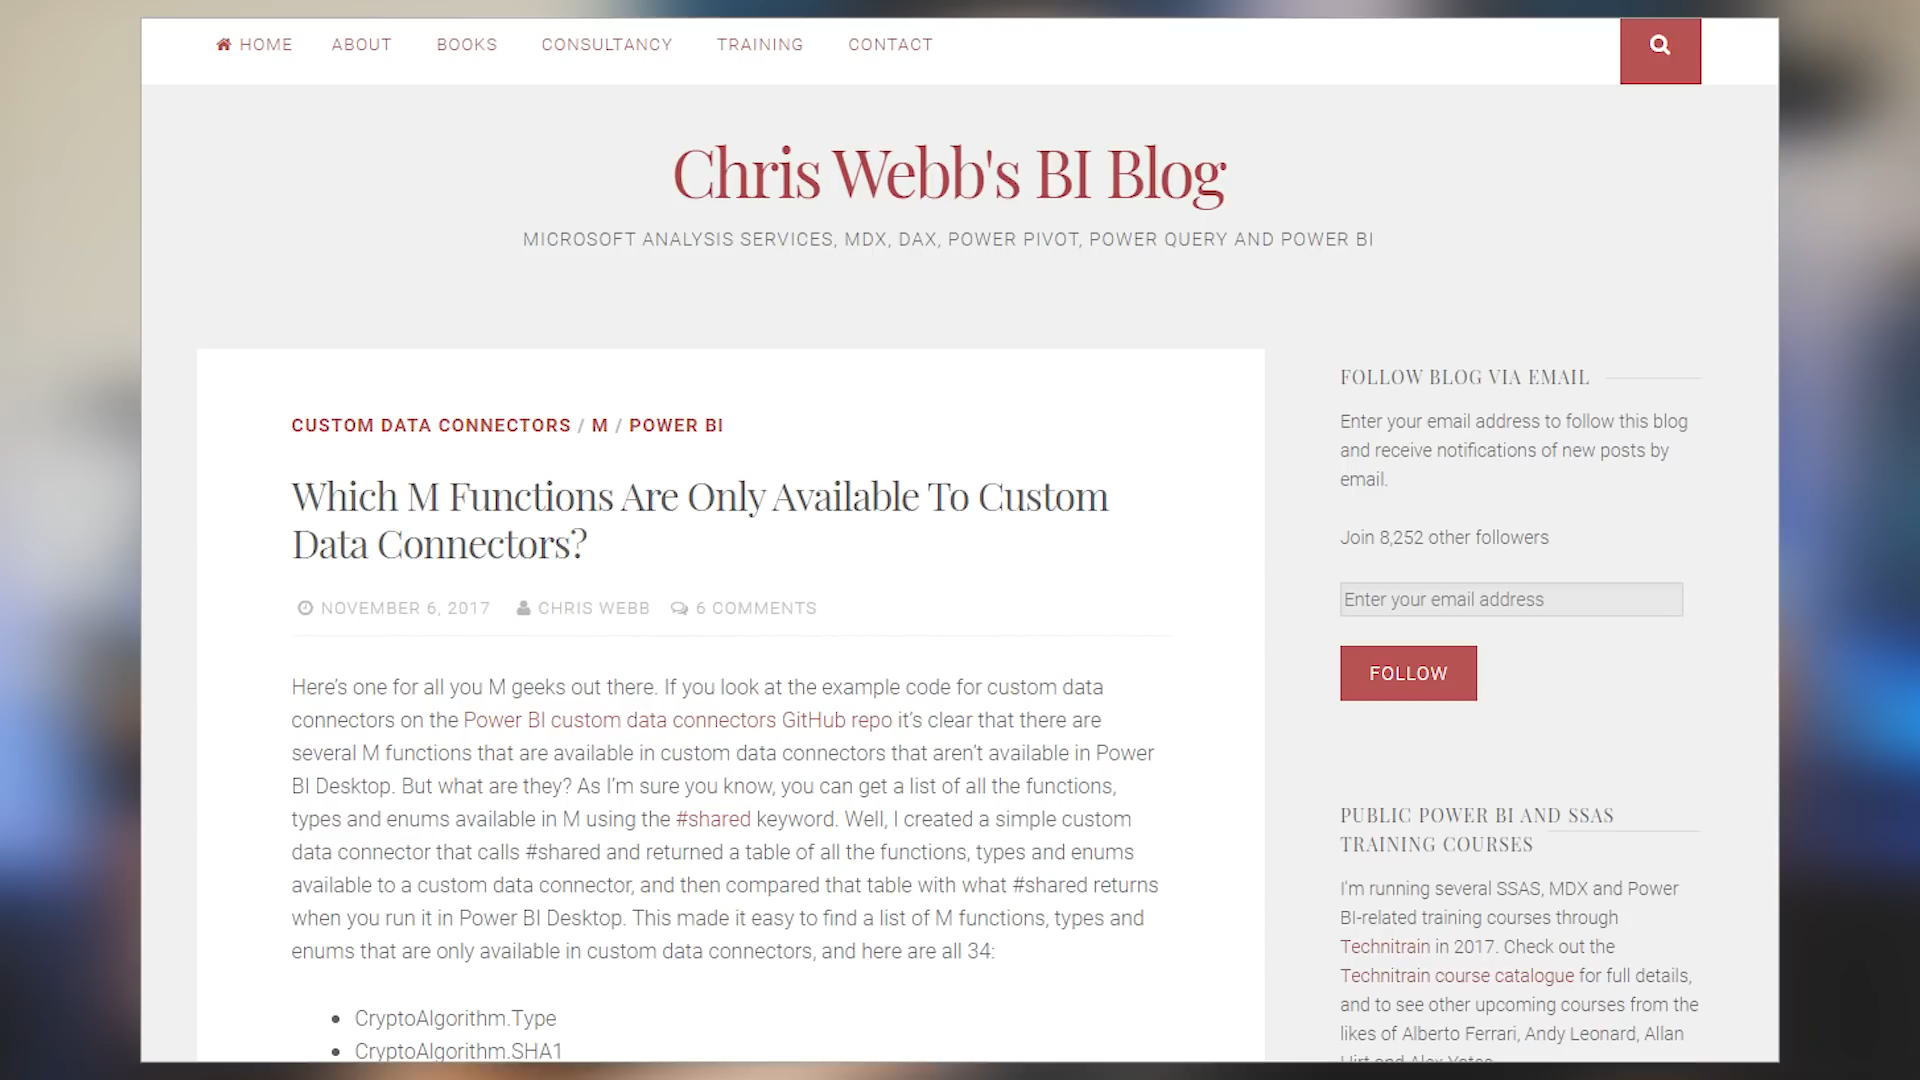 HOME ABOUT BOOKS CONSULTANCY TRAINING CONTACT
Chris Webb's BI Blog
MICROSOFT ANALYSIS SERVICES, MDX, DAX, POWER PIVOT, POWER QUERY AND POWER BI
CUSTOM DATA CONNECTORS / M / POWER BI
Which M Functions Are Only Available To Custom
Data Connectors?
NOVEMBER 6, 2017 CHRIS WEBB 6 COMMENTS
Here’s one for all you M geeks out there. If you look at the example code for custom data
connectors on the Power BI custom data connectors GitHub repo it’s clear that there are
several M functions that are available in custom data connectors that aren’t available in Power
BI Desktop. But what are they? As I’m sure you know, you can get a list of all the functions,
types and enums available in M using the #shared keyword. Well, I created a simple custom
data connector that calls #shared and returned a table of all the functions, types and enums
available to a custom data connector, and then compared that table with what #shared returns
when you run it in Power BI Desktop. This made it easy to find a list of M functions, types and
enums that are only available in custom data connectors, and here are all 34:
CryptoAlgorithm.Type
CryptoAlgorithm.SHA1
FOLLOW BLOG VIA EMAIL
Enter your email address to follow this blog
and receive notifications of new posts by
email.
Join 8,252 other followers
Enter your email address
FOLLOW
PUBLIC POWER BI AND SSAS
TRAINING COURSES
I’m running several SSAS, MDX and Power
BI-related training courses through
Technitrain in 2017. Check out the
Technitrain course catalogue for full details,
and to see other upcoming courses from the
likes of Alberto Ferrari, Andy Leonard, Allan
Hirt and Alex Yates.